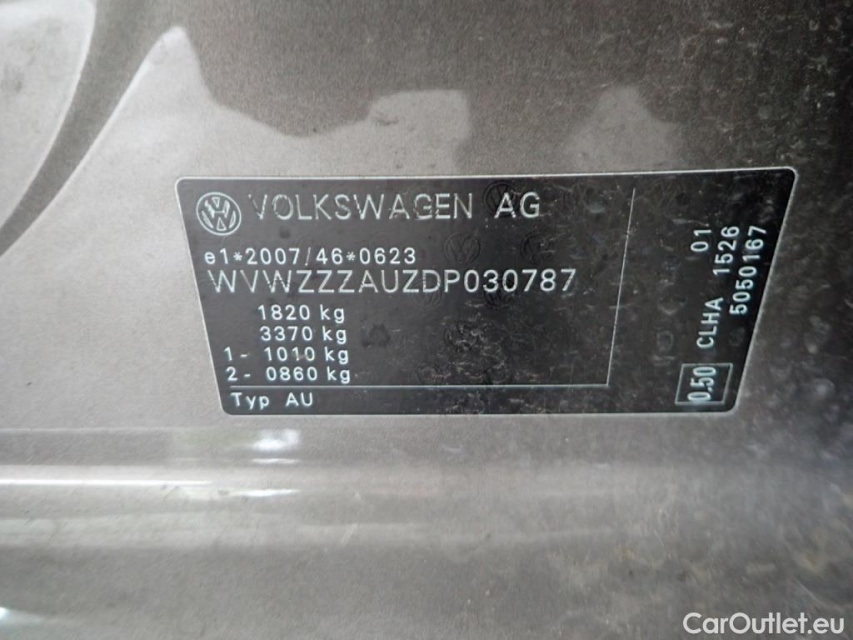 VOLKSWAGEN AG
e1*2007/46*0623
WVWZZZAUZDP030787
1820 kg
3370 kg
1- 1010 kg
2- 0860 kg
Typ AU
01
CLHA 1526
5050167
0.50
CarOutlet.eu